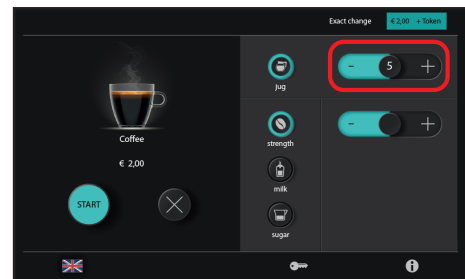 Exact change € 2,00 + Token
- 5 +
jug
- +
Coffee
strength
€ 2,00
milk
START
sugar